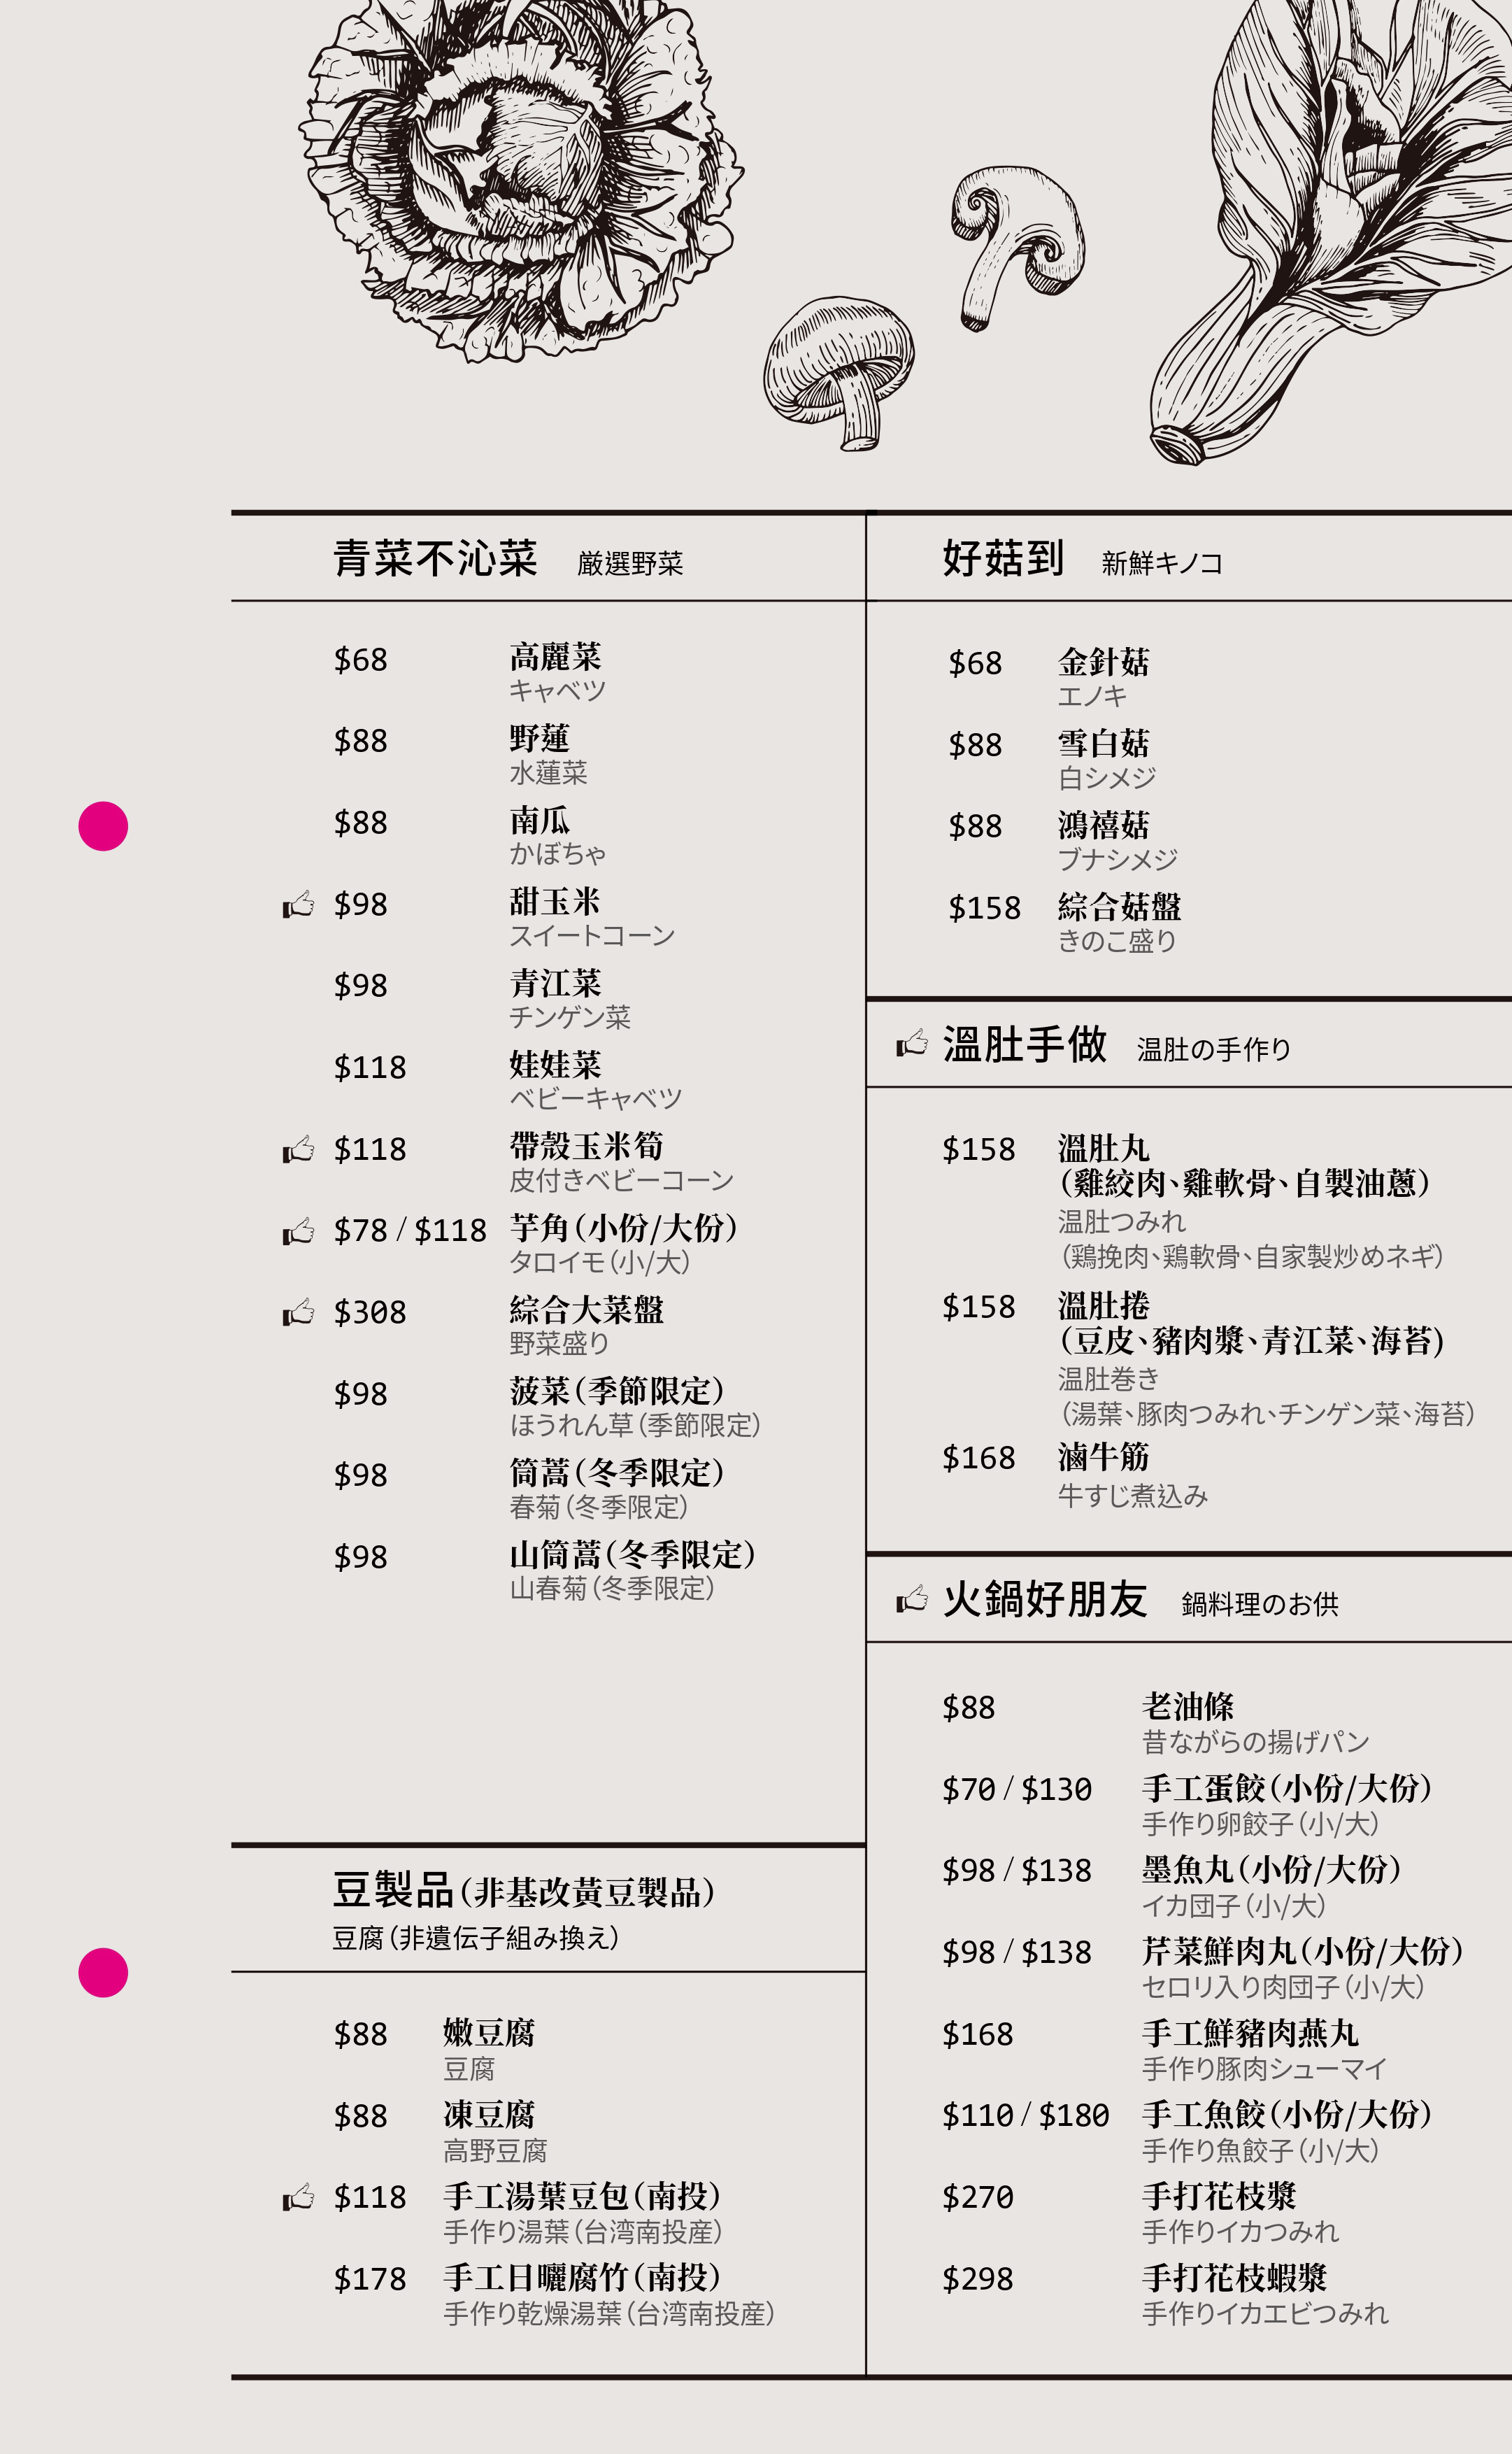 青菜不沁菜 厳選野菜
$68 高麗菜
キャベツ
$88 野蓮
水蓮菜
$88 南瓜
かぼちゃ
$98 甜玉米
スイートコーン
$98 青江菜
チンゲン菜
$118 娃娃菜
ベビーキャベツ
$118 帶殼玉米筍
皮付きベビーコーン
$78 / $118 芋角(小份/大份)
タロイモ(小/大)
$308 綜合大菜盤
野菜盛り
$98 菠菜(季節限定)
ほうれん草(季節限定)
$98 筒蒿(冬季限定)
春菊(冬季限定)
$98 山筒蒿(冬季限定)
山春菊(冬季限定)
豆製品(非基改黃豆製品)
豆腐(非遺伝子組み換え)
$88 嫩豆腐
豆腐
$88 凍豆腐
高野豆腐
$118 手工湯葉豆包(南投)
手作り湯葉(台湾南投産)
$178 手工日曬腐竹(南投)
手作り乾燥湯葉(台湾南投産)
好菇到 新鮮キノコ
$68 金針菇
エノキ
$88 雪白菇
白シメジ
$88 鴻禧菇
ブナシメジ
$158 綜合菇盤
きのこ盛り
溫肚手做 温肚の手作り
$158 溫肚丸
(雞絞肉、雞軟骨、自製油蔥)
温肚つみれ
(鶏挽肉、鶏軟骨、自家製炒めネギ)
$158 溫肚捲
(豆皮、豬肉漿、青江菜、海苔)
温肚巻き
(湯葉、豚肉つみれ、チンゲン菜、海苔)
$168 滷牛筋
牛すじ煮込み
火鍋好朋友 鍋料理のお供
$88 老油條
昔ながらの揚げパン
$70 / $130 手工蛋餃(小份/大份)
手作り卵餃子(小/大)
$98 / $138 墨魚丸(小份/大份)
イカ団子(小/大)
$98 / $138 芹菜鮮肉丸(小份/大份)
セロリ入り肉団子(小/大)
$168 手工鮮豬肉燕丸
手作り豚肉シューマイ
$110 / $180 手工魚餃(小份/大份)
手作り魚餃子(小/大)
$270 手打花枝漿
手作りイカつみれ
$298 手打花枝蝦漿
手作りイカエビつみれ